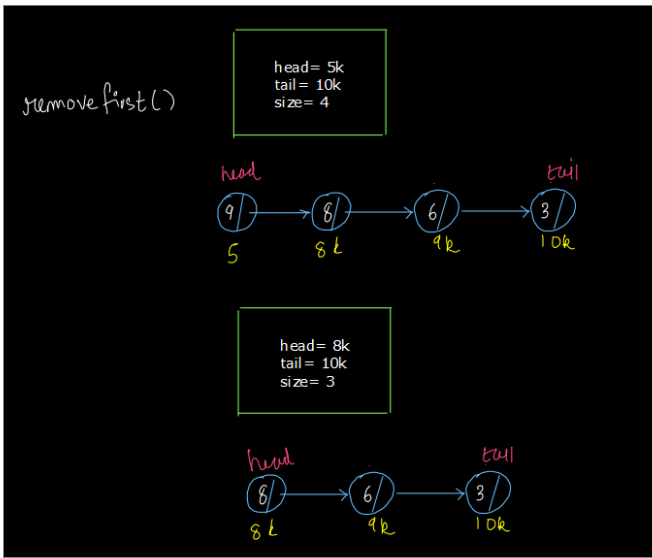 head= 5k
tail= 10k
size= 4
removefirst()
head tail
9 8 6 3
5 8k 9k 10k
head= 8k
tail= 10k
size= 3
head tail
8 6 3
8k 9k 10k